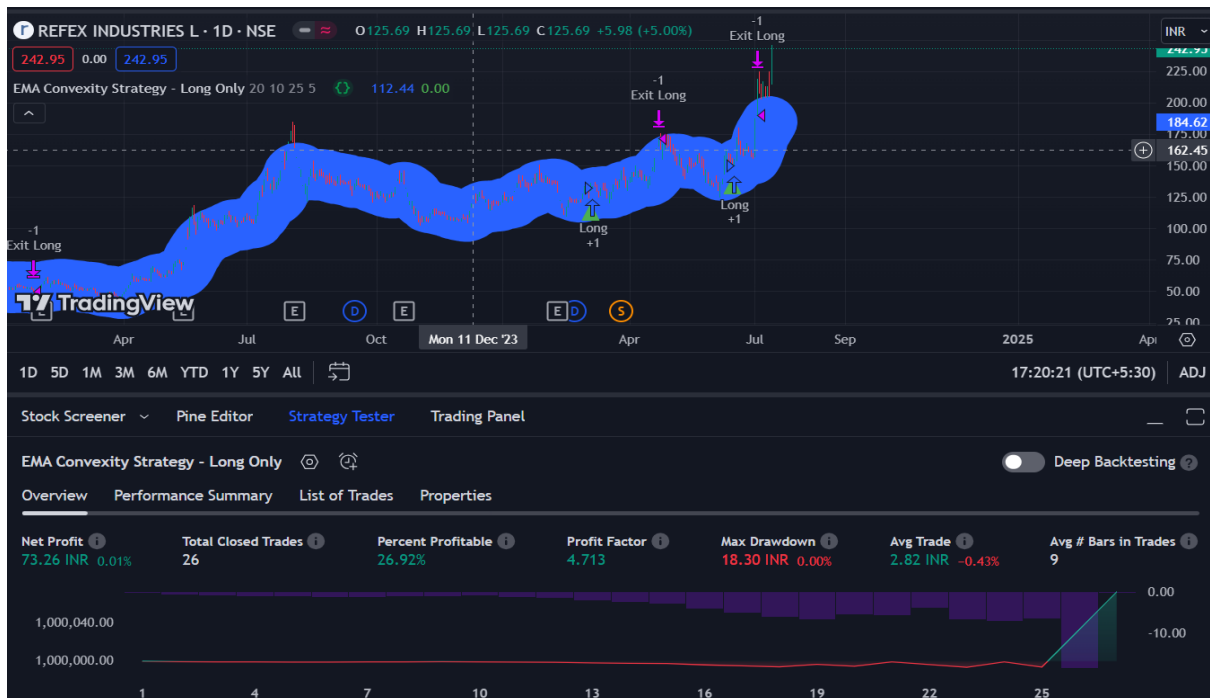 REFEX INDUSTRIES L · 1D · NSE O125.69 H125.69 L125.69 C125.69 +5.98 (+5.00%)
INR
242.95 0.00 242.95
242.95
EMA Convexity Strategy - Long Only 20 10 25 5 {} 112.44 0.00
-1
Exit Long
-1
Exit Long
-1
Exit Long
Long
+1
Long
+1
225.00
200.00
184.62
175.00
162.45
150.00
125.00
100.00
75.00
50.00
25.00
TradingView
E E E D E E D S
Apr Jul Oct Mon 11 Dec '23 Apr Jul Sep 2025 Ap
1D 5D 1M 3M 6M YTD 1Y 5Y All 17:20:21 (UTC+5:30) ADJ
Stock Screener Pine Editor Strategy Tester Trading Panel
EMA Convexity Strategy - Long Only Deep Backtesting ?
Overview Performance Summary List of Trades Properties
Net Profit Total Closed Trades Percent Profitable Profit Factor Max Drawdown Avg Trade Avg # Bars in Trades
73.26 INR 0.01% 26 26.92% 4.713 18.30 INR 0.00% 2.82 INR −0.43% 9
0.00
1,000,040.00
-10.00
1,000,000.00
1 4 7 10 13 16 19 22 25